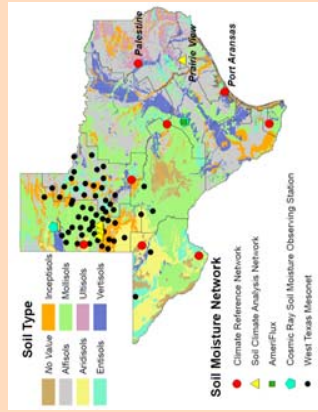 Soil Type
No Value
Inceptisols
Alfisols
Mollisols
Andisols
Ultisols
Entisols
Vertisols
Palestine
Prairie View
Port Aransas
Soil Moisture Network
Climate Reference Network
Soil Climate Analysis Network
AmeriFlux
Cosmic Ray Soil Moisture Observing Station
West Texas Mesonet